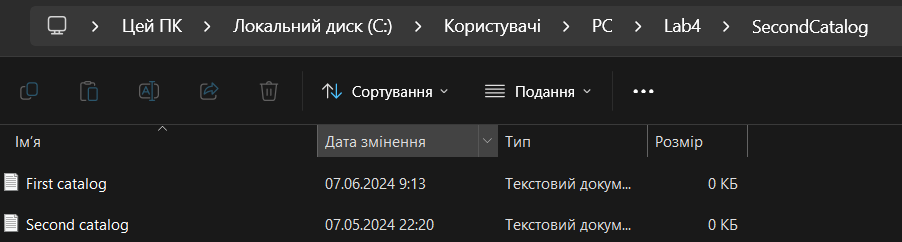 Цей ПК > Локальний диск (C:) > Користувачі > PC > Lab4 > SecondCatalog
Сортування Подання •••
Ім'я Дата змінення Тип Розмір
First catalog 07.06.2024 9:13 Текстовий докум... 0 КБ
Second catalog 07.05.2024 22:20 Текстовий докум... 0 КБ